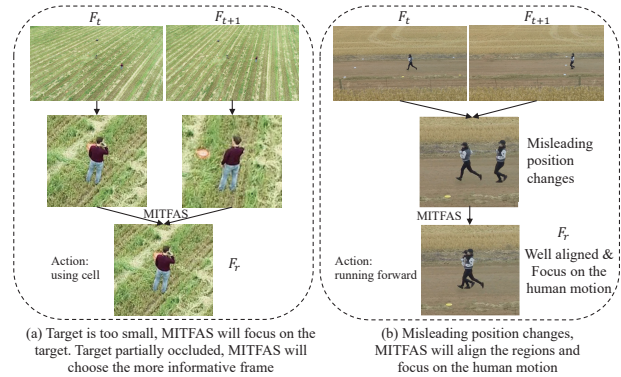 F_t
F_{t+1}
MITFAS
Action:
using cell
F_r
(a) Target is too small, MITFAS will focus on the
target. Target partially occluded, MITFAS will
choose the more informative frame
F_t
F_{t+1}
Misleading
position
changes
MITFAS
F_r
Action:
running forward
Well aligned &
Focus on the
human motion
(b) Misleading position changes,
MITFAS will align the regions and
focus on the human motion